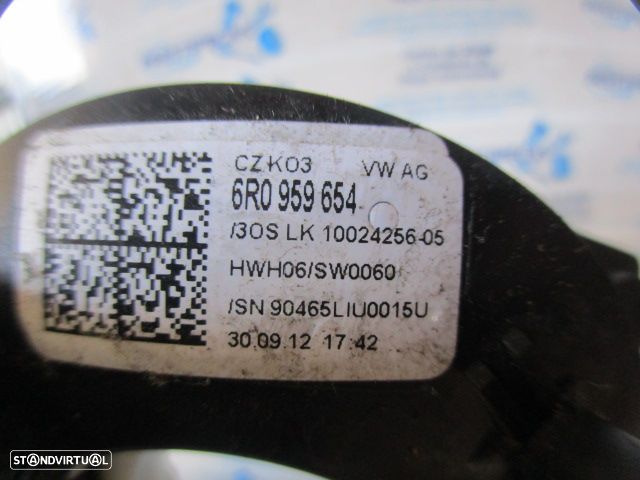 CZK03 VW AG
6R0 959 654
/3OS LK 10024256-05
HWH06/SW0060
/SN 90465LIU0015U
30.09.12 17:42
STANDVIRTUAL